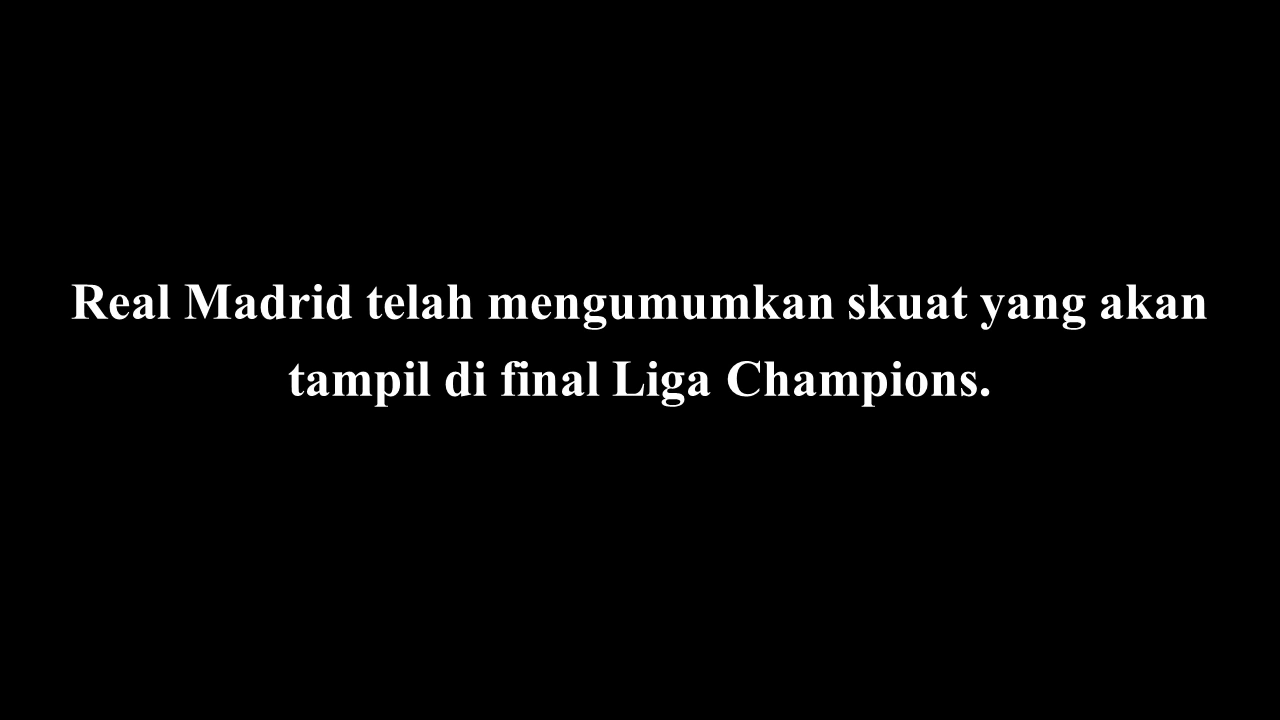 Real Madrid telah mengumumkan skuat yang akan
tampil di final Liga Champions.